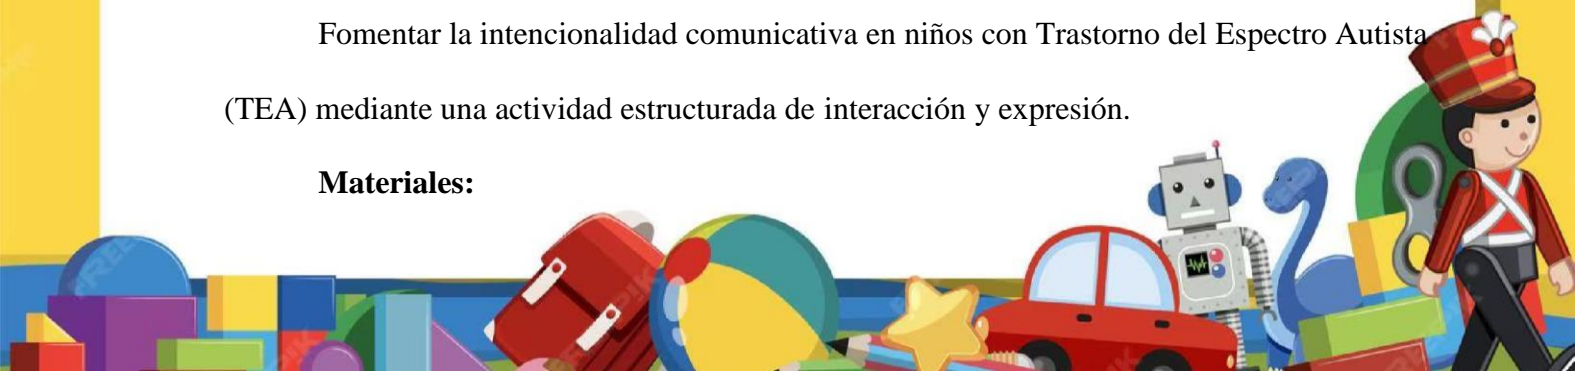 Fomentar la intencionalidad comunicativa en niños con Trastorno del Espectro Autista
(TEA) mediante una actividad estructurada de interacción y expresión.
Materiales: